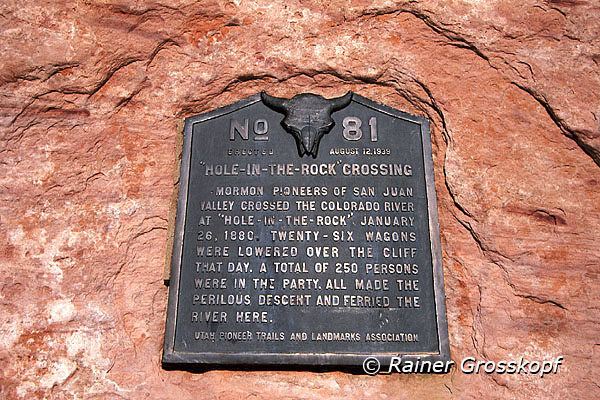 No 81
ERECTED AUGUST 12, 1939
"HOLE-IN-THE-ROCK" CROSSING
MORMON PIONEERS OF SAN JUAN
VALLEY CROSSED THE COLORADO RIVER
AT "HOLE-IN-THE-ROCK" JANUARY
26, 1880. TWENTY-SIX WAGONS
WERE LOWERED OVER THE CLIFF
THAT DAY. A TOTAL OF 250 PERSONS
WERE IN THE PARTY. ALL MADE THE
PERILOUS DESCENT AND FERRIED THE
RIVER HERE.
UTAH PIONEER TRAILS AND LANDMARKS ASSOCIATION
© Rainer Grosskopf